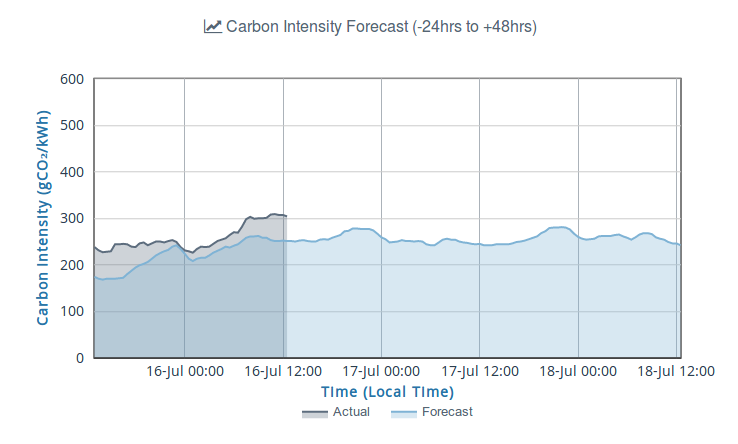 Carbon Intensity Forecast (-24hrs to +48hrs)
600
500
400
300
200
100
0
Carbon Intensity (gCO₂/kWh)
16-Jul 00:00 16-Jul 12:00 17-Jul 00:00 17-Jul 12:00 18-Jul 00:00 18-Jul 12:00
TIme (Local TIme)
Actual Forecast